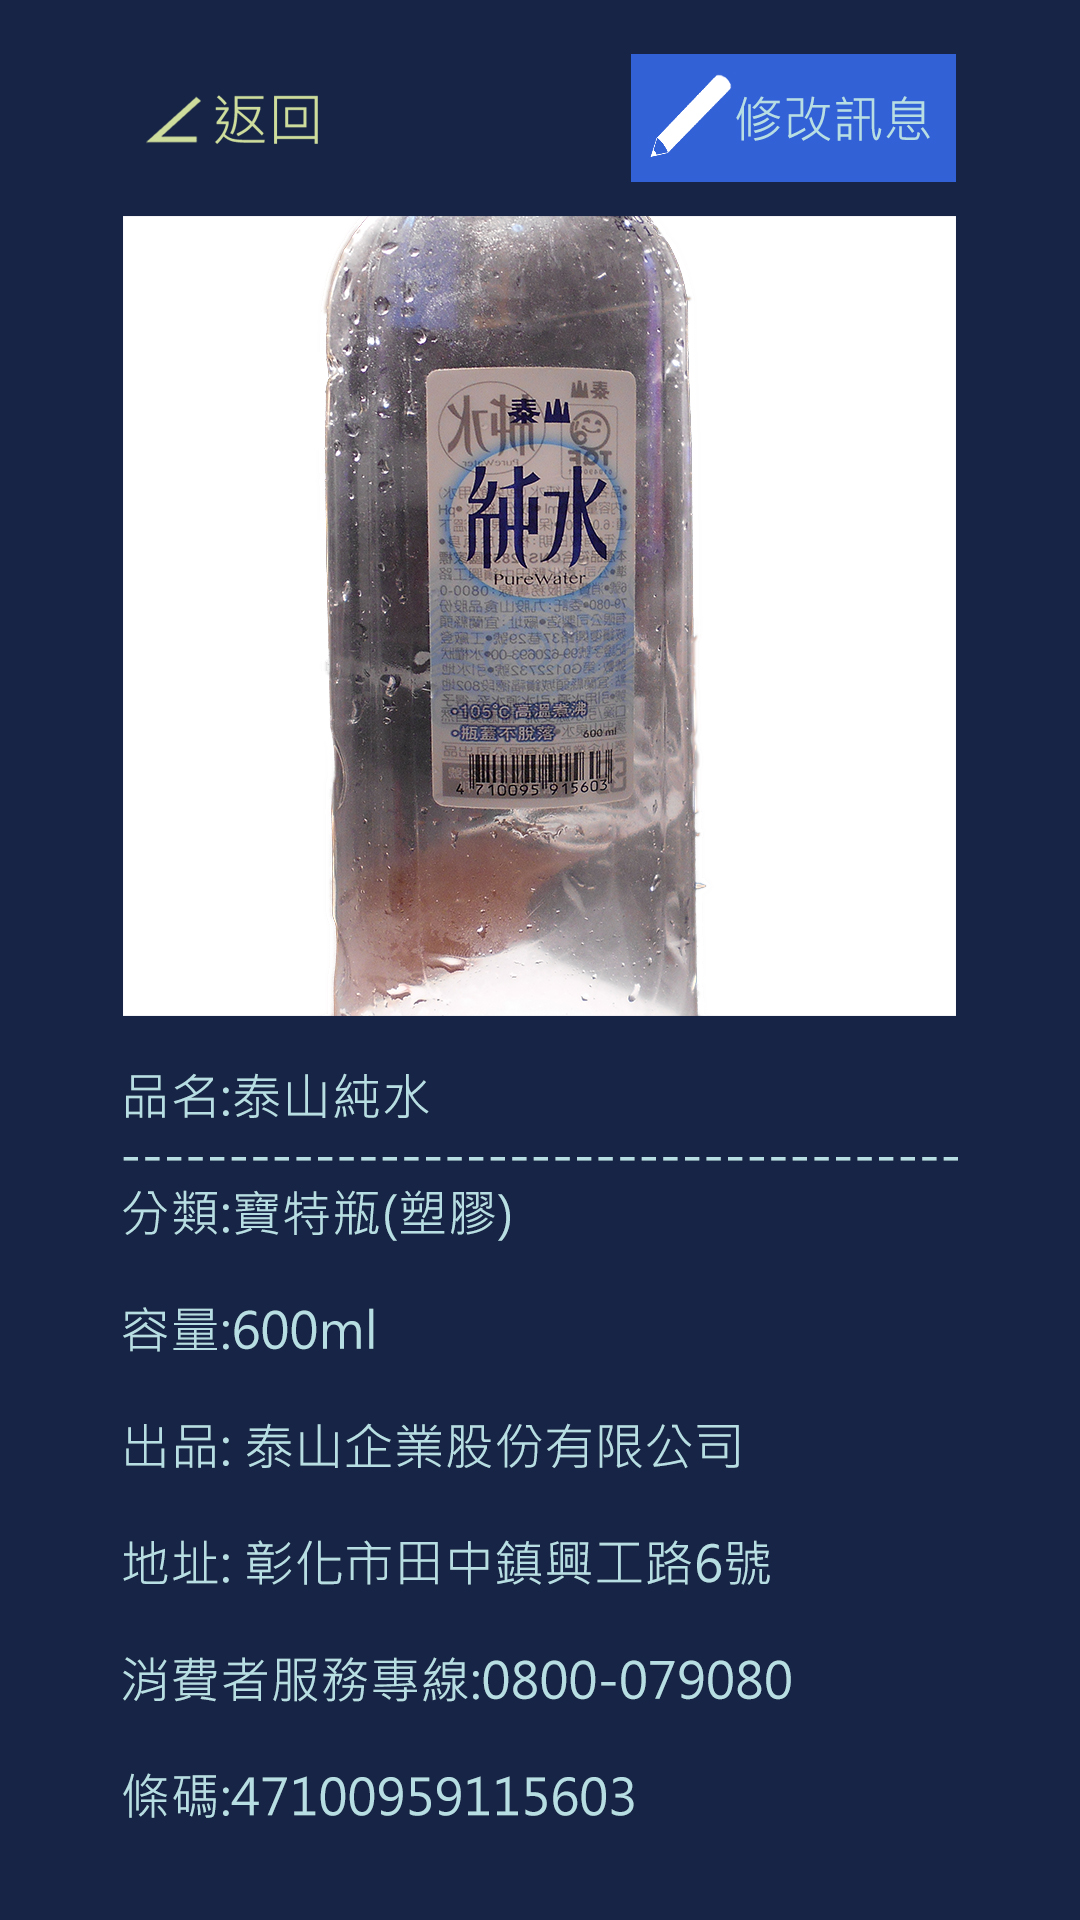 返回
修改訊息
泰山
純水
PureWater
TQF
•105℃高溫煮沸
•瓶蓋不脫落
600 ml
4 710095 915603
品名:泰山純水
分類:寶特瓶(塑膠)
容量:600ml
出品: 泰山企業股份有限公司
地址: 彰化市田中鎮興工路6號
消費者服務專線:0800-079080
條碼:47100959115603